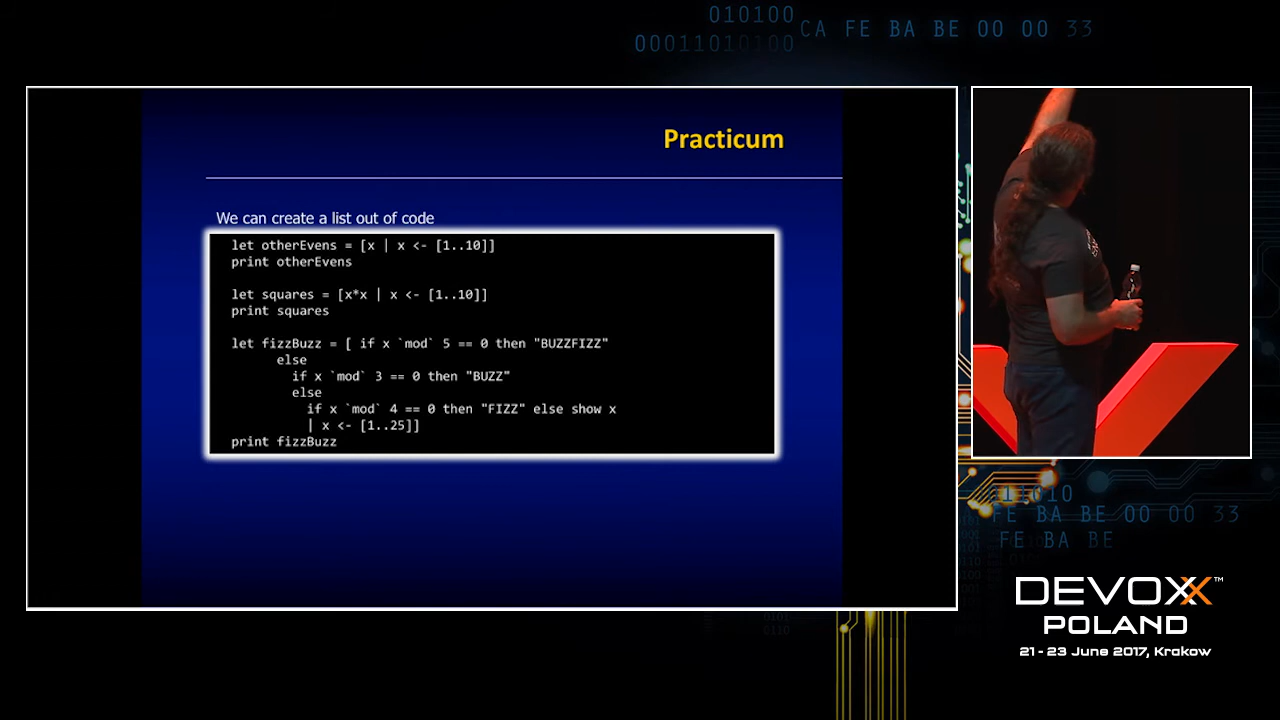 010100
00011010100
CA FE BA BE 00 00 33
Practicum
We can create a list out of code
let otherEvens = [x | x <- [1..10]]
print otherEvens
let squares = [x*x | x <- [1..10]]
print squares
let fizzBuzz = [ if x `mod` 5 == 0 then "BUZZFIZZ"
else
if x `mod` 3 == 0 then "BUZZ"
else
if x `mod` 4 == 0 then "FIZZ" else show x
| x <- [1..25]]
print fizzBuzz
011010
FE BA BE 00 00 33
FE BA BE
DEVOXX™
POLAND
21 - 23 June 2017, Krakow